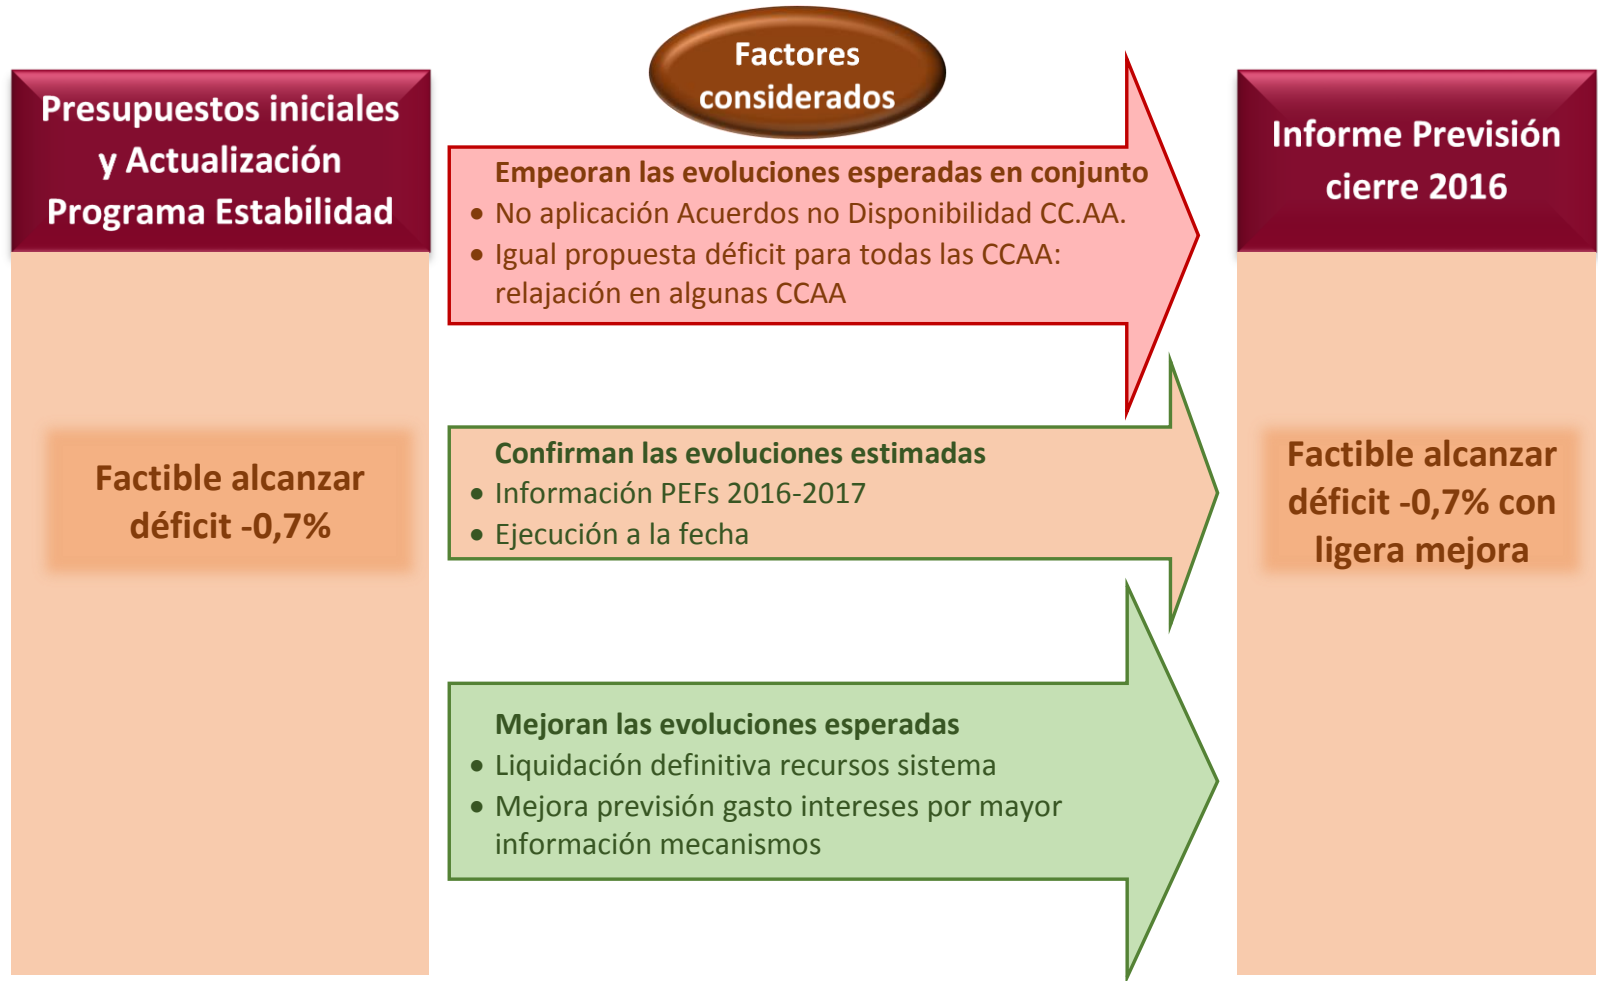 Factores
considerados
Presupuestos iniciales
y Actualización
Programa Estabilidad
Factible alcanzar
déficit -0,7%
Empeoran las evoluciones esperadas en conjunto
• No aplicación Acuerdos no Disponibilidad CC.AA.
• Igual propuesta déficit para todas las CCAA:
relajación en algunas CCAA
Confirman las evoluciones estimadas
• Información PEFs 2016-2017
• Ejecución a la fecha
Mejoran las evoluciones esperadas
• Liquidación definitiva recursos sistema
• Mejora previsión gasto intereses por mayor
información mecanismos
Informe Previsión
cierre 2016
Factible alcanzar
déficit -0,7% con
ligera mejora